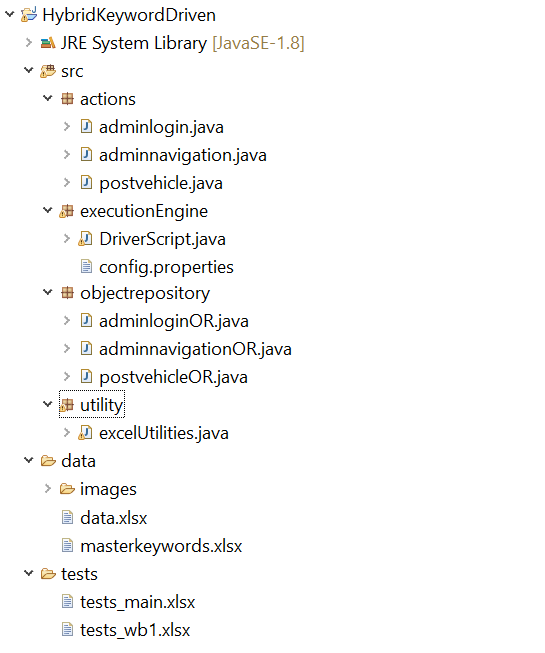 HybridKeywordDriven
JRE System Library [JavaSE-1.8]
src
actions
adminlogin.java
adminnavigation.java
postvehicle.java
executionEngine
DriverScript.java
config.properties
objectrepository
adminloginOR.java
adminnavigationOR.java
postvehicleOR.java
utility
excelUtilities.java
data
images
data.xlsx
masterkeywords.xlsx
tests
tests_main.xlsx
tests_wb1.xlsx